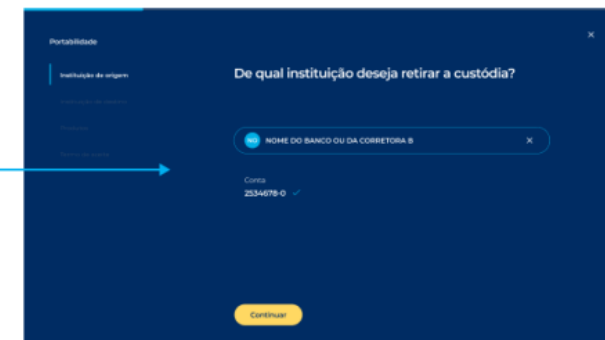 Portabilidade
×
Instituição de origem
De qual instituição deseja retirar a custódia?
NO NOME DO BANCO OU DA CORRETORA B ×
Conta
2534678-0
Continuar